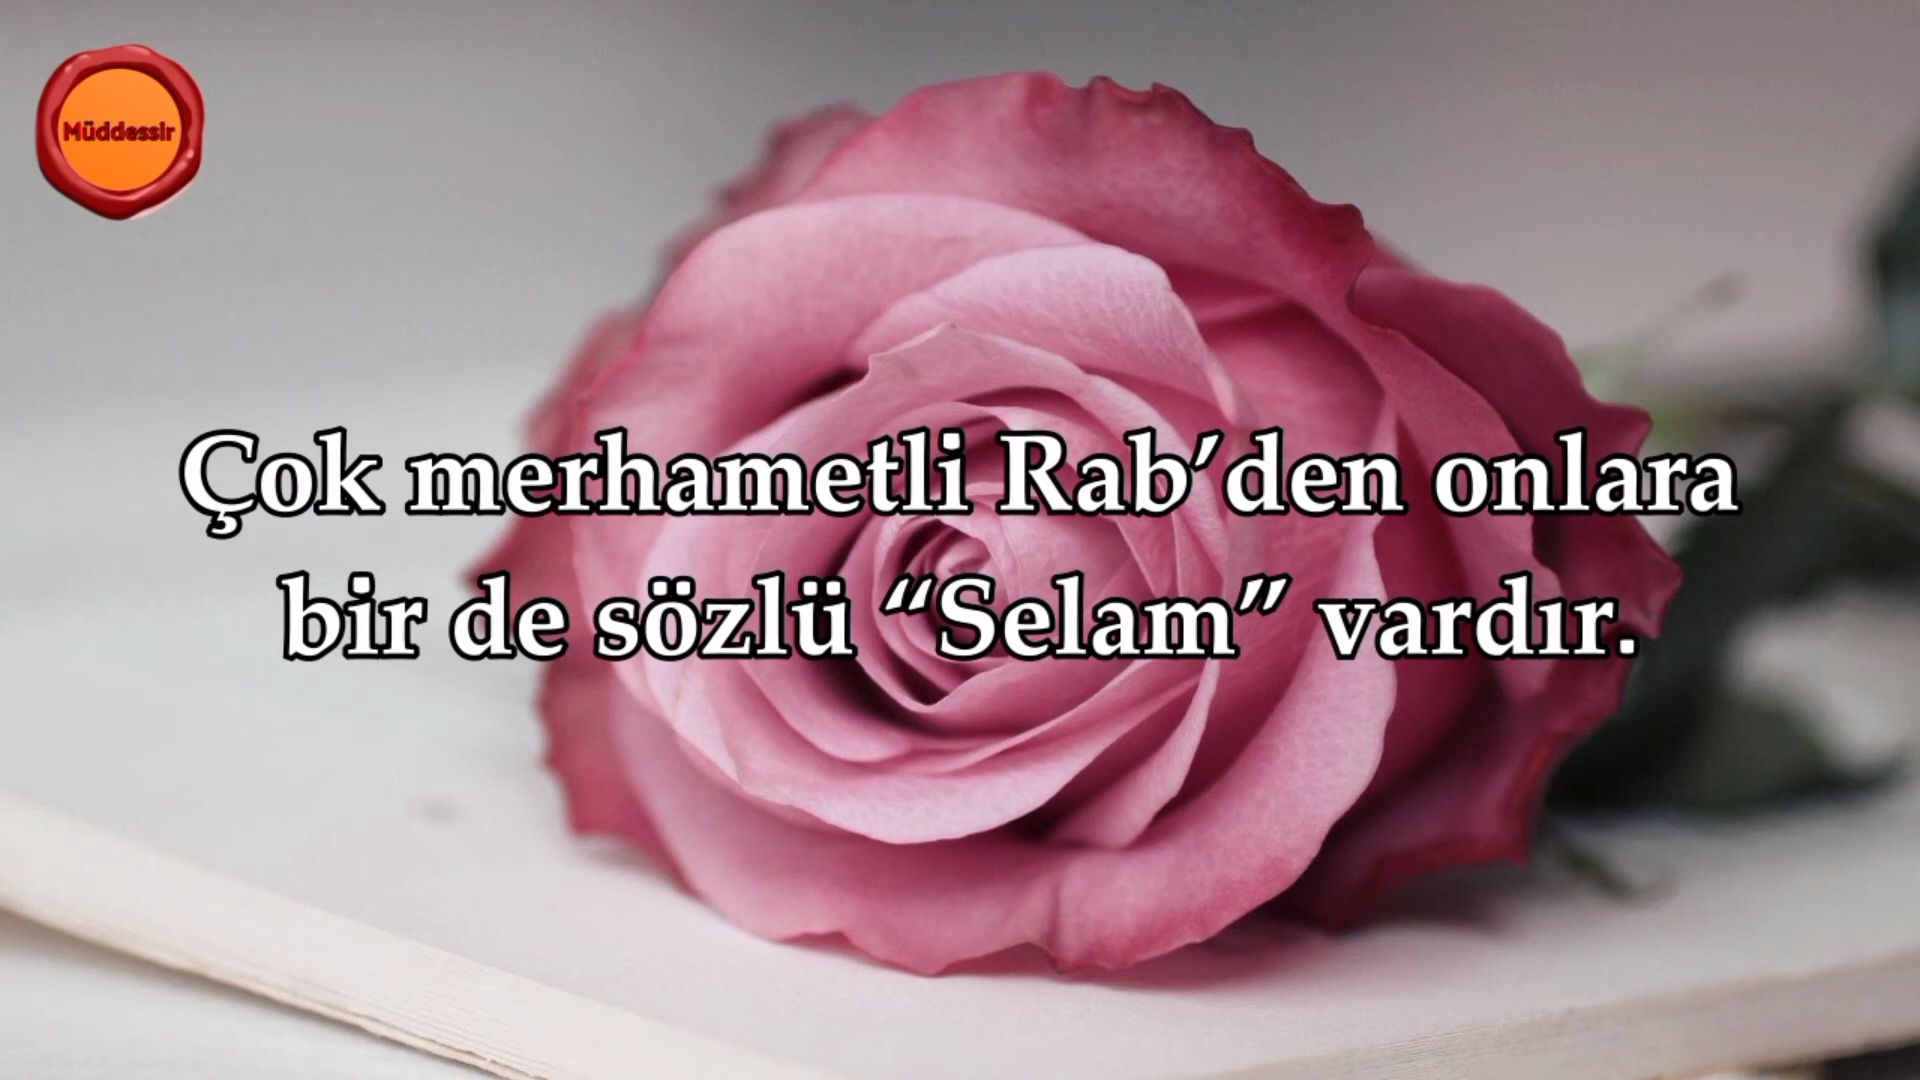 Müddessir
Çok merhametli Rab’den onlara
bir de sözlü “Selam” vardır.